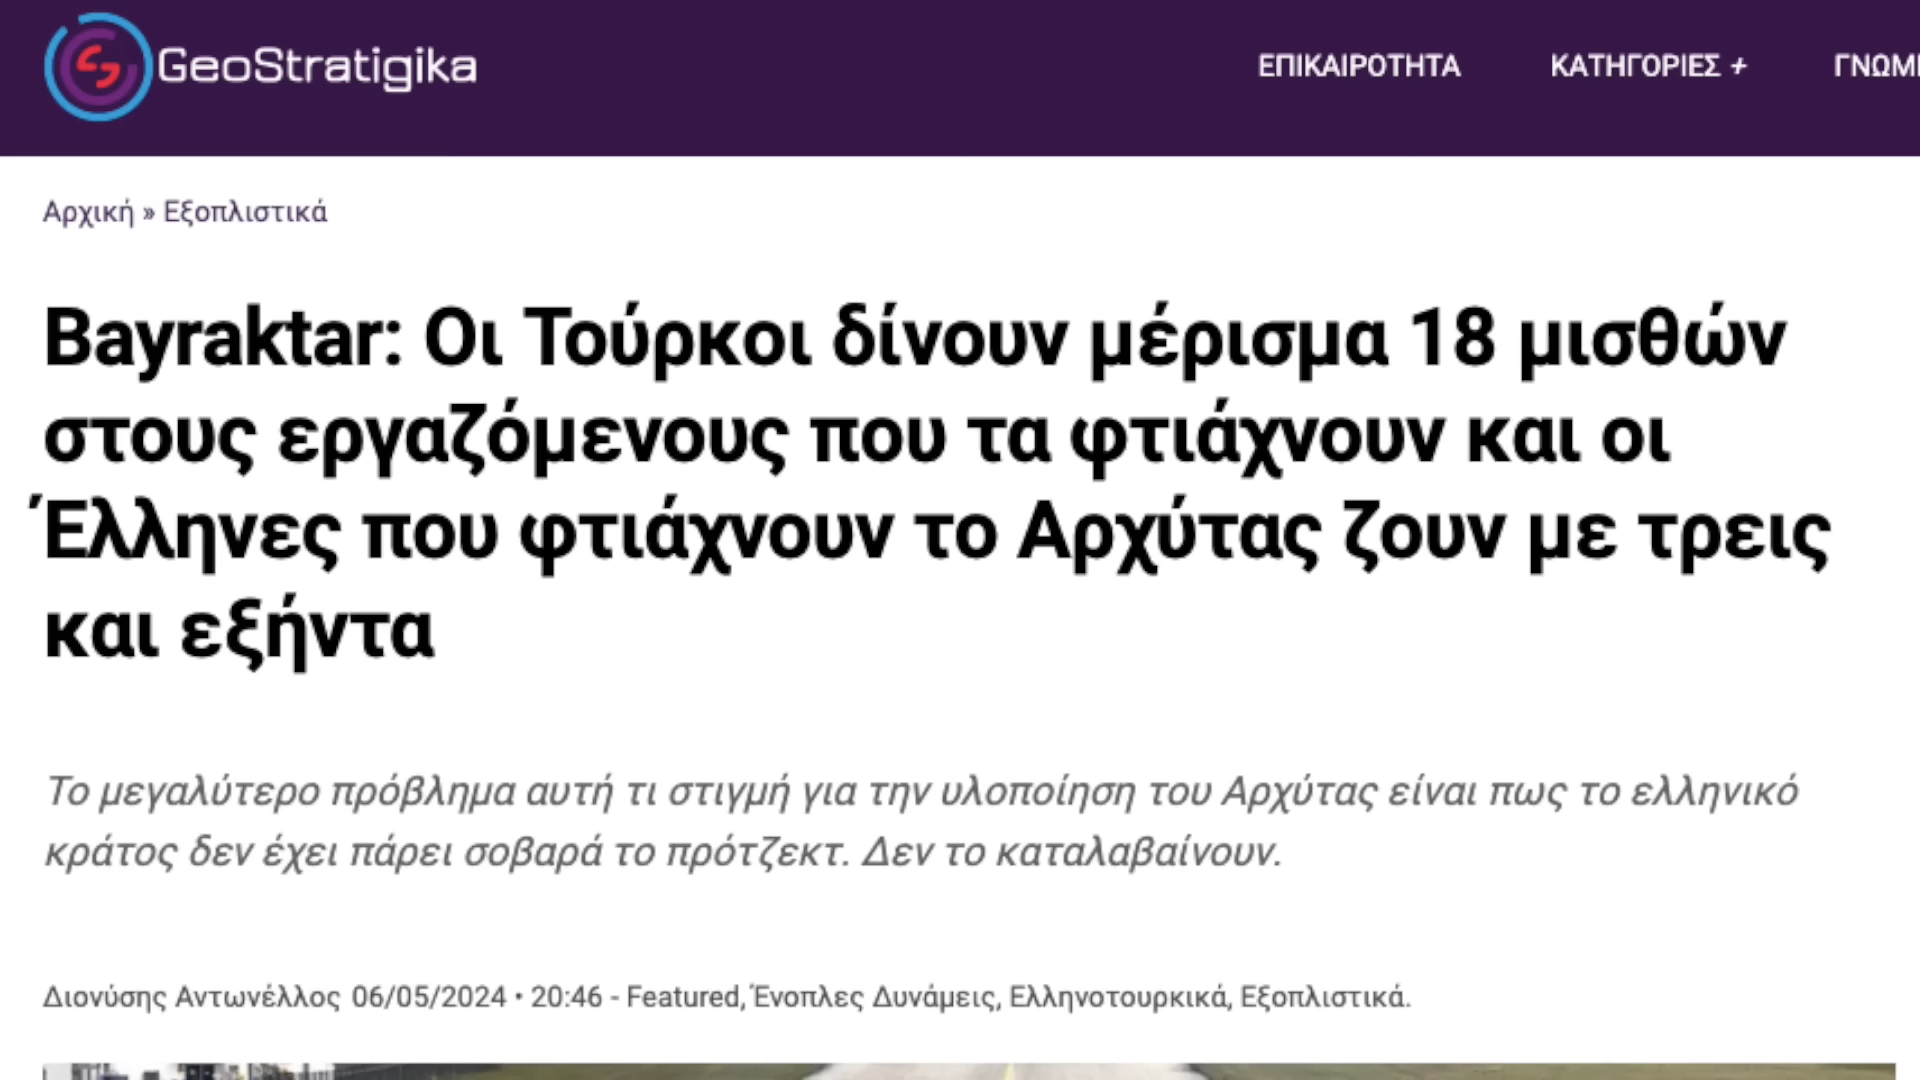 GeoStratigika
ΕΠΙΚΑΙΡΟΤΗΤΑ ΚΑΤΗΓΟΡΙΕΣ + ΓΝΩΜ
Αρχική » Εξοπλιστικά
Bayraktar: Οι Τούρκοι δίνουν μέρισμα 18 μισθών
στους εργαζόμενους που τα φτιάχνουν και οι
Έλληνες που φτιάχνουν το Αρχύτας ζουν με τρεις
και εξήντα
Το μεγαλύτερο πρόβλημα αυτή τι στιγμή για την υλοποίηση του Αρχύτας είναι πως το ελληνικό
κράτος δεν έχει πάρει σοβαρά το πρότζεκτ. Δεν το καταλαβαίνουν.
Διονύσης Αντωνέλλος 06/05/2024 • 20:46 - Featured, Ένοπλες Δυνάμεις, Ελληνοτουρκικά, Εξοπλιστικά.